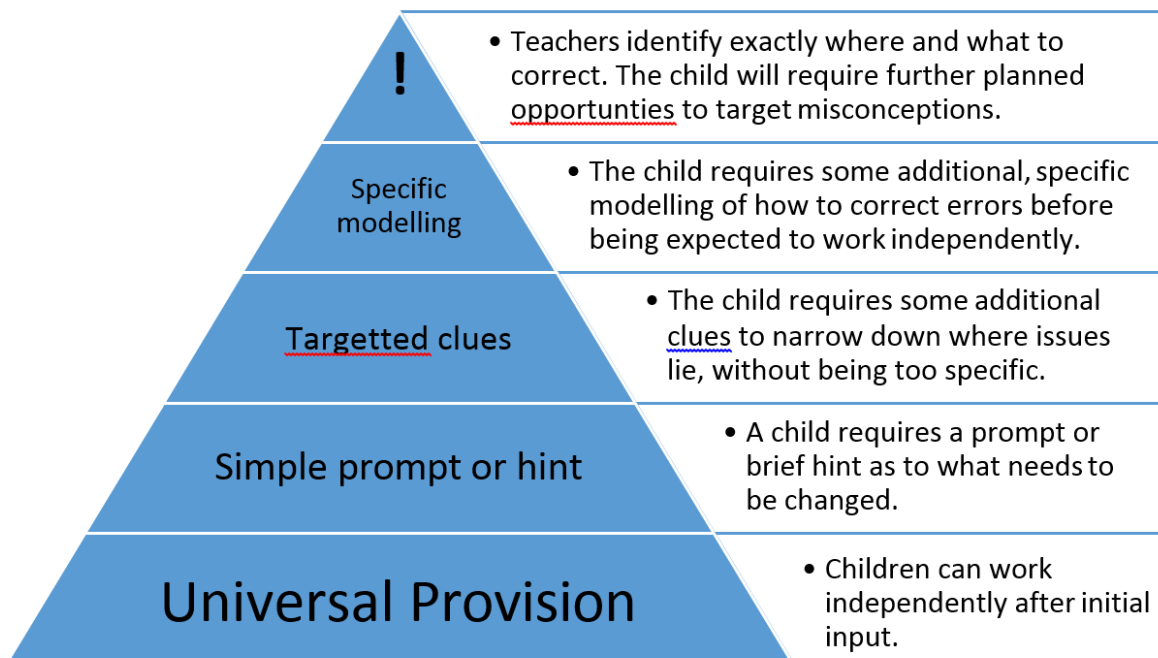 !
• Teachers identify exactly where and what to
correct. The child will require further planned
opportunties to target misconceptions.
Specific
modelling
• The child requires some additional, specific
modelling of how to correct errors before
being expected to work independently.
Targetted clues
• The child requires some additional
clues to narrow down where issues
lie, without being too specific.
Simple prompt or hint
• A child requires a prompt or
brief hint as to what needs to
be changed.
Universal Provision
• Children can work
independently after initial
input.